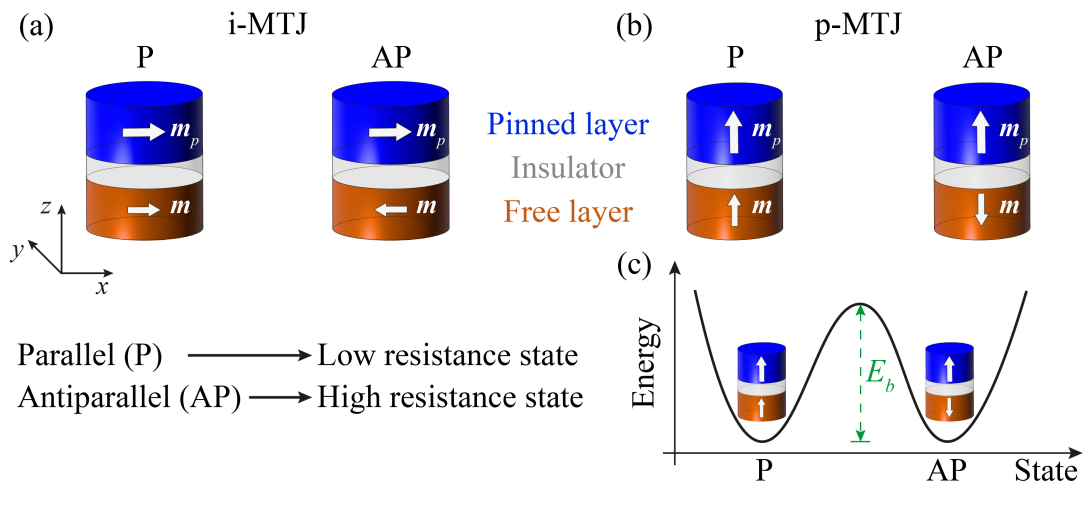 (a)
i-MTJ
P
AP
m_p
m_p
m
m
z
y
x
Pinned layer
Insulator
Free layer
(b)
p-MTJ
P
AP
m_p
m_p
m
m
Parallel (P) → Low resistance state
Antiparallel (AP) → High resistance state
(c)
Energy
E_b
P
AP
State